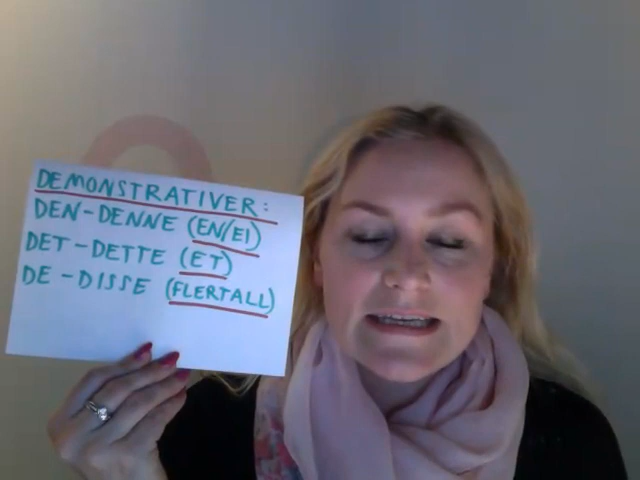 DEMONSTRATIVER:
DEN-DENNE (EN/EI)
DET-DETTE (ET)
DE-DISSE (FLERTALL)